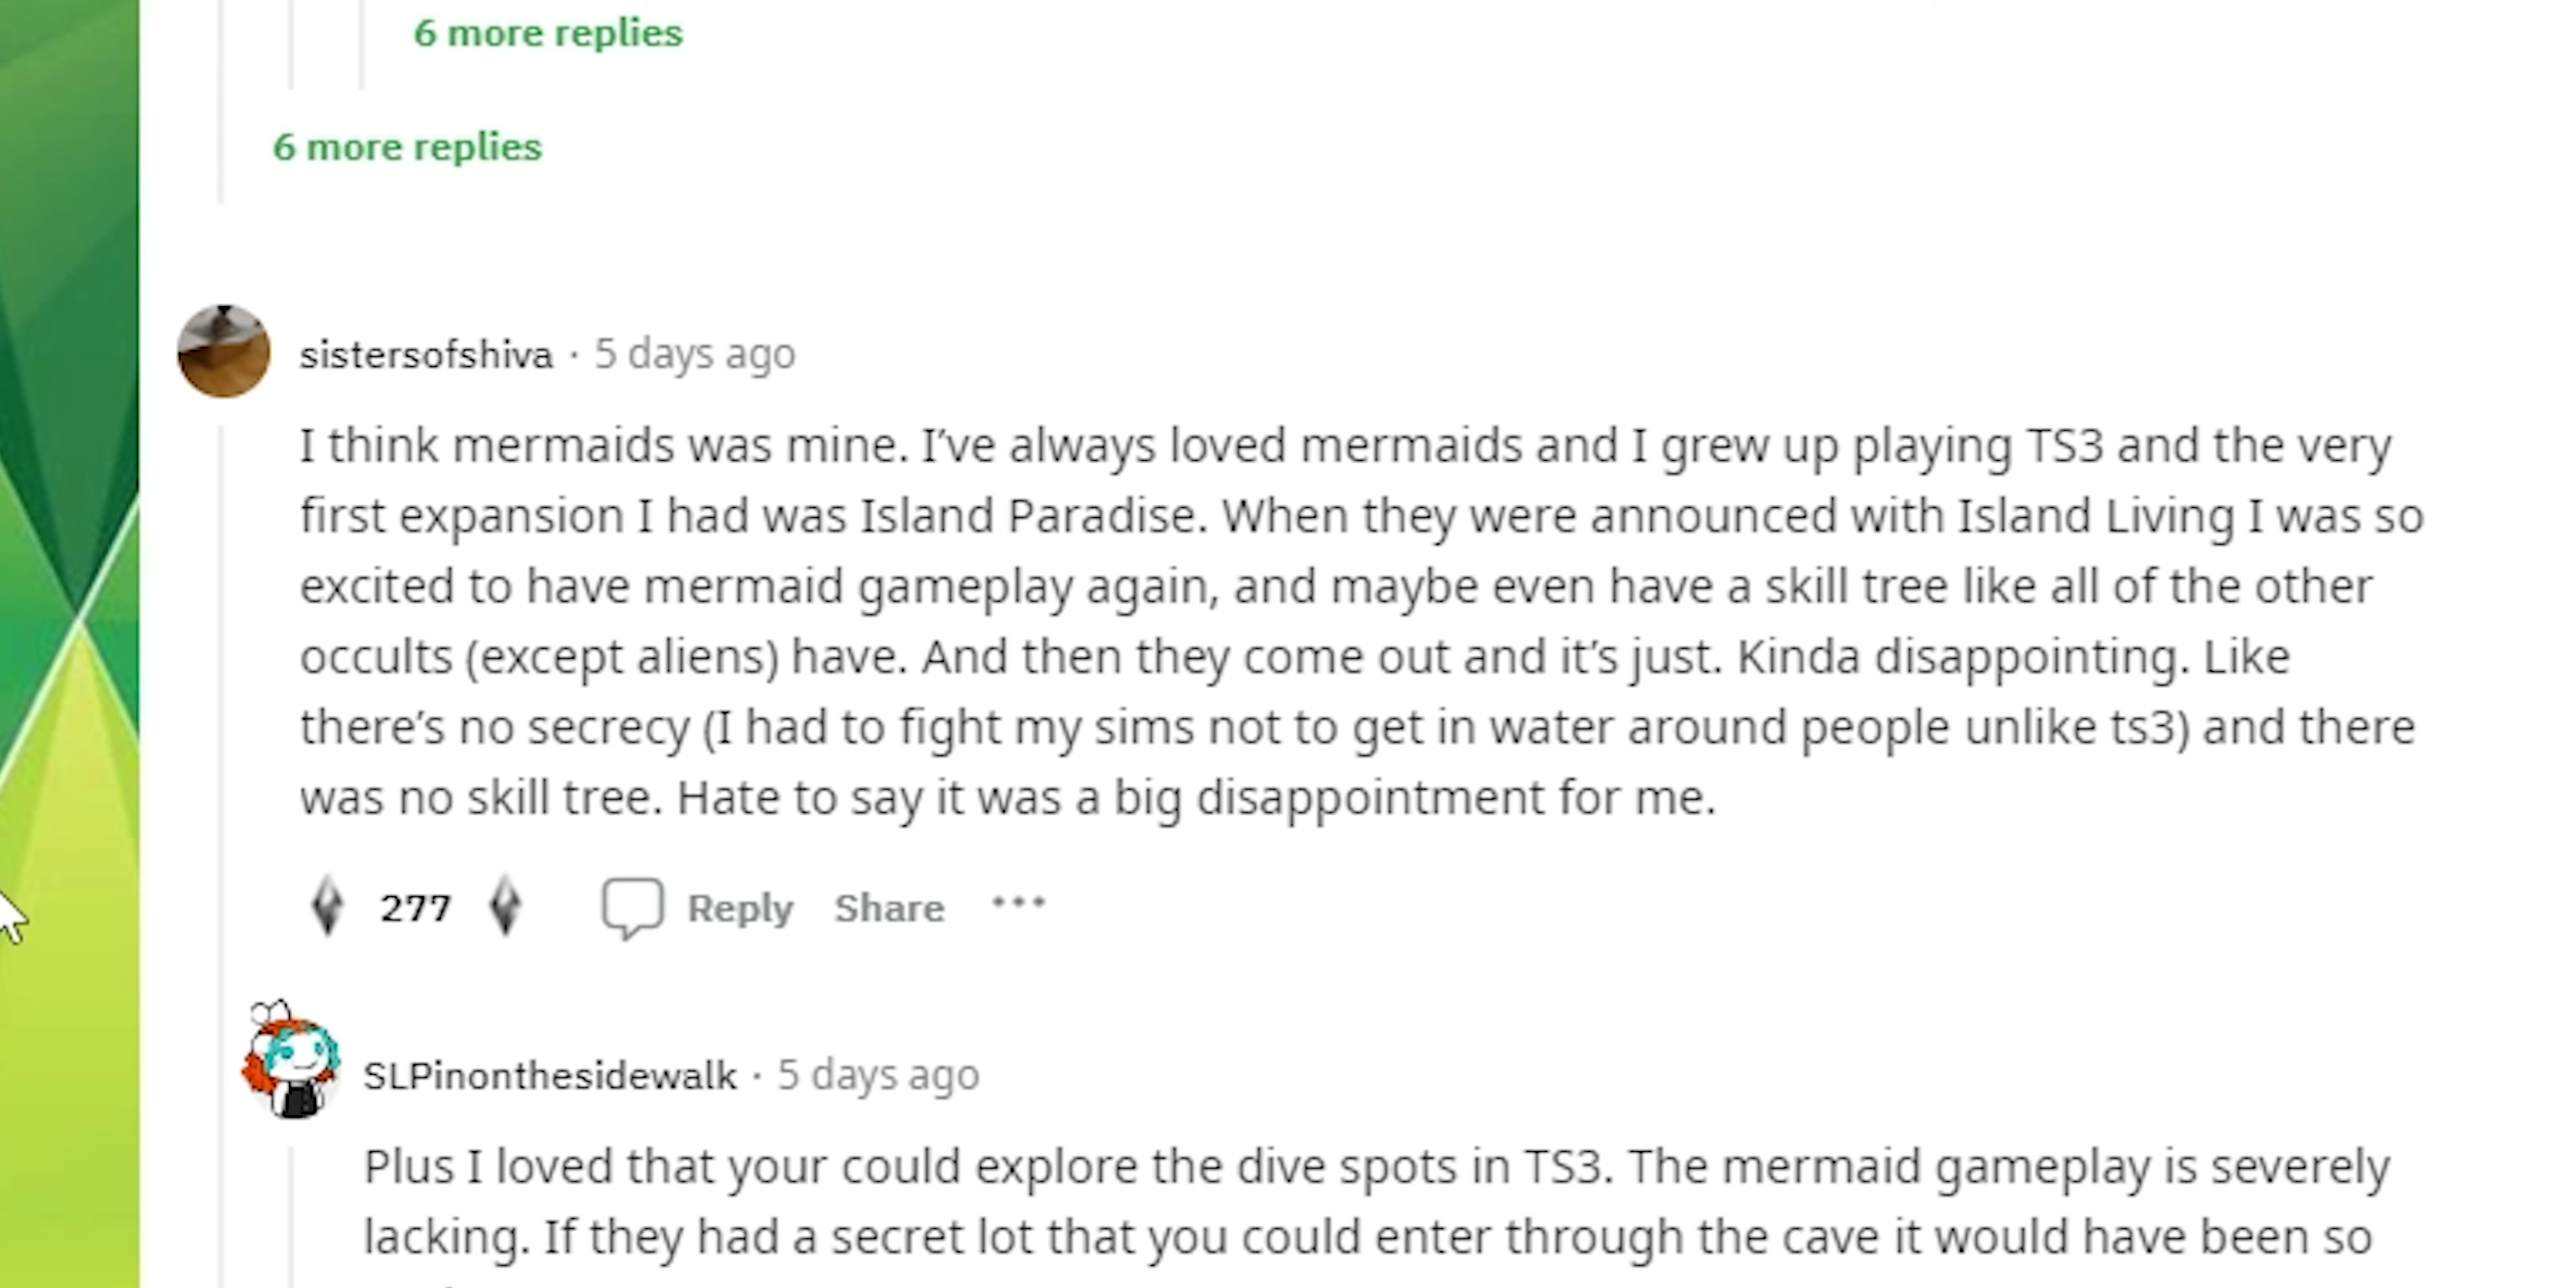 6 more replies
6 more replies
sistersofshiva · 5 days ago
I think mermaids was mine. I’ve always loved mermaids and I grew up playing TS3 and the very
first expansion I had was Island Paradise. When they were announced with Island Living I was so
excited to have mermaid gameplay again, and maybe even have a skill tree like all of the other
occults (except aliens) have. And then they come out and it’s just. Kinda disappointing. Like
there’s no secrecy (I had to fight my sims not to get in water around people unlike ts3) and there
was no skill tree. Hate to say it was a big disappointment for me.
277 Reply Share ···
SLPinonthesidewalk · 5 days ago
Plus I loved that your could explore the dive spots in TS3. The mermaid gameplay is severely
lacking. If they had a secret lot that you could enter through the cave it would have been so